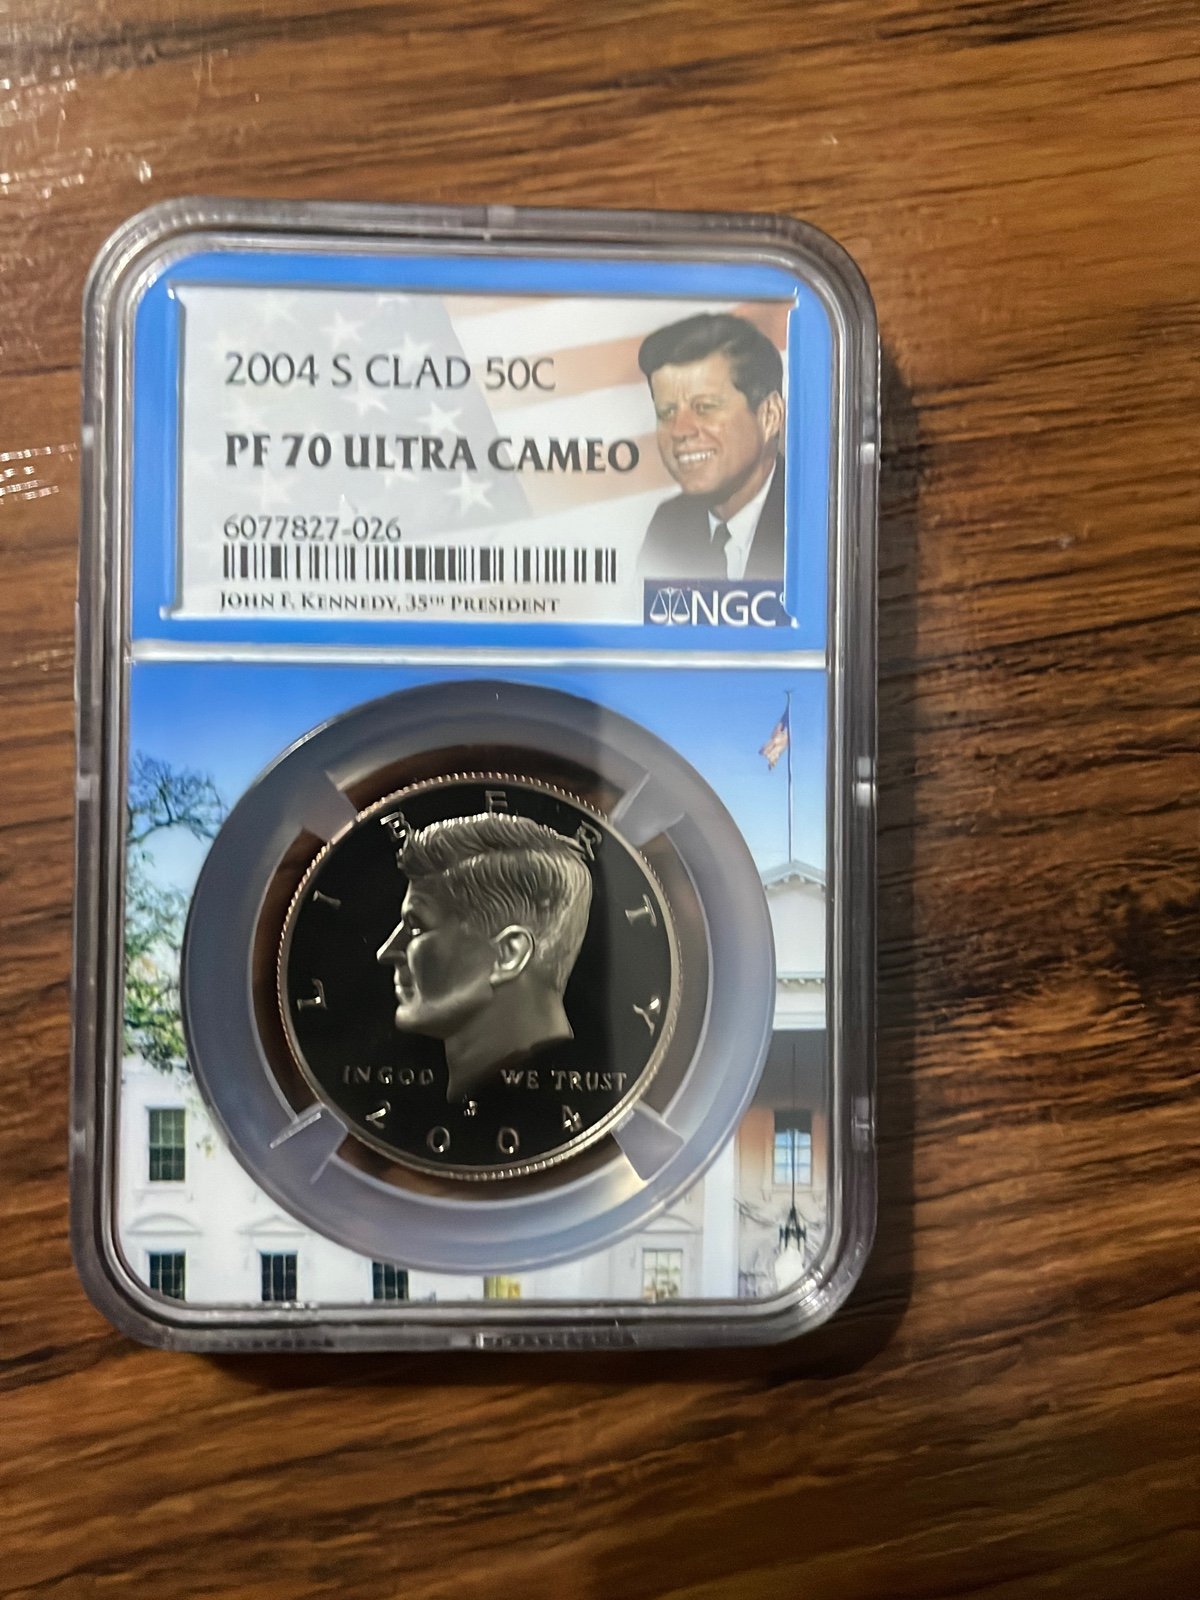 2004 S CLAD 50C
PF 70 ULTRA CAMEO
6077827-026
JOHN F. KENNEDY, 35TH PRESIDENT
NGC
LIBERTY
IN GOD WE TRUST
S
2004